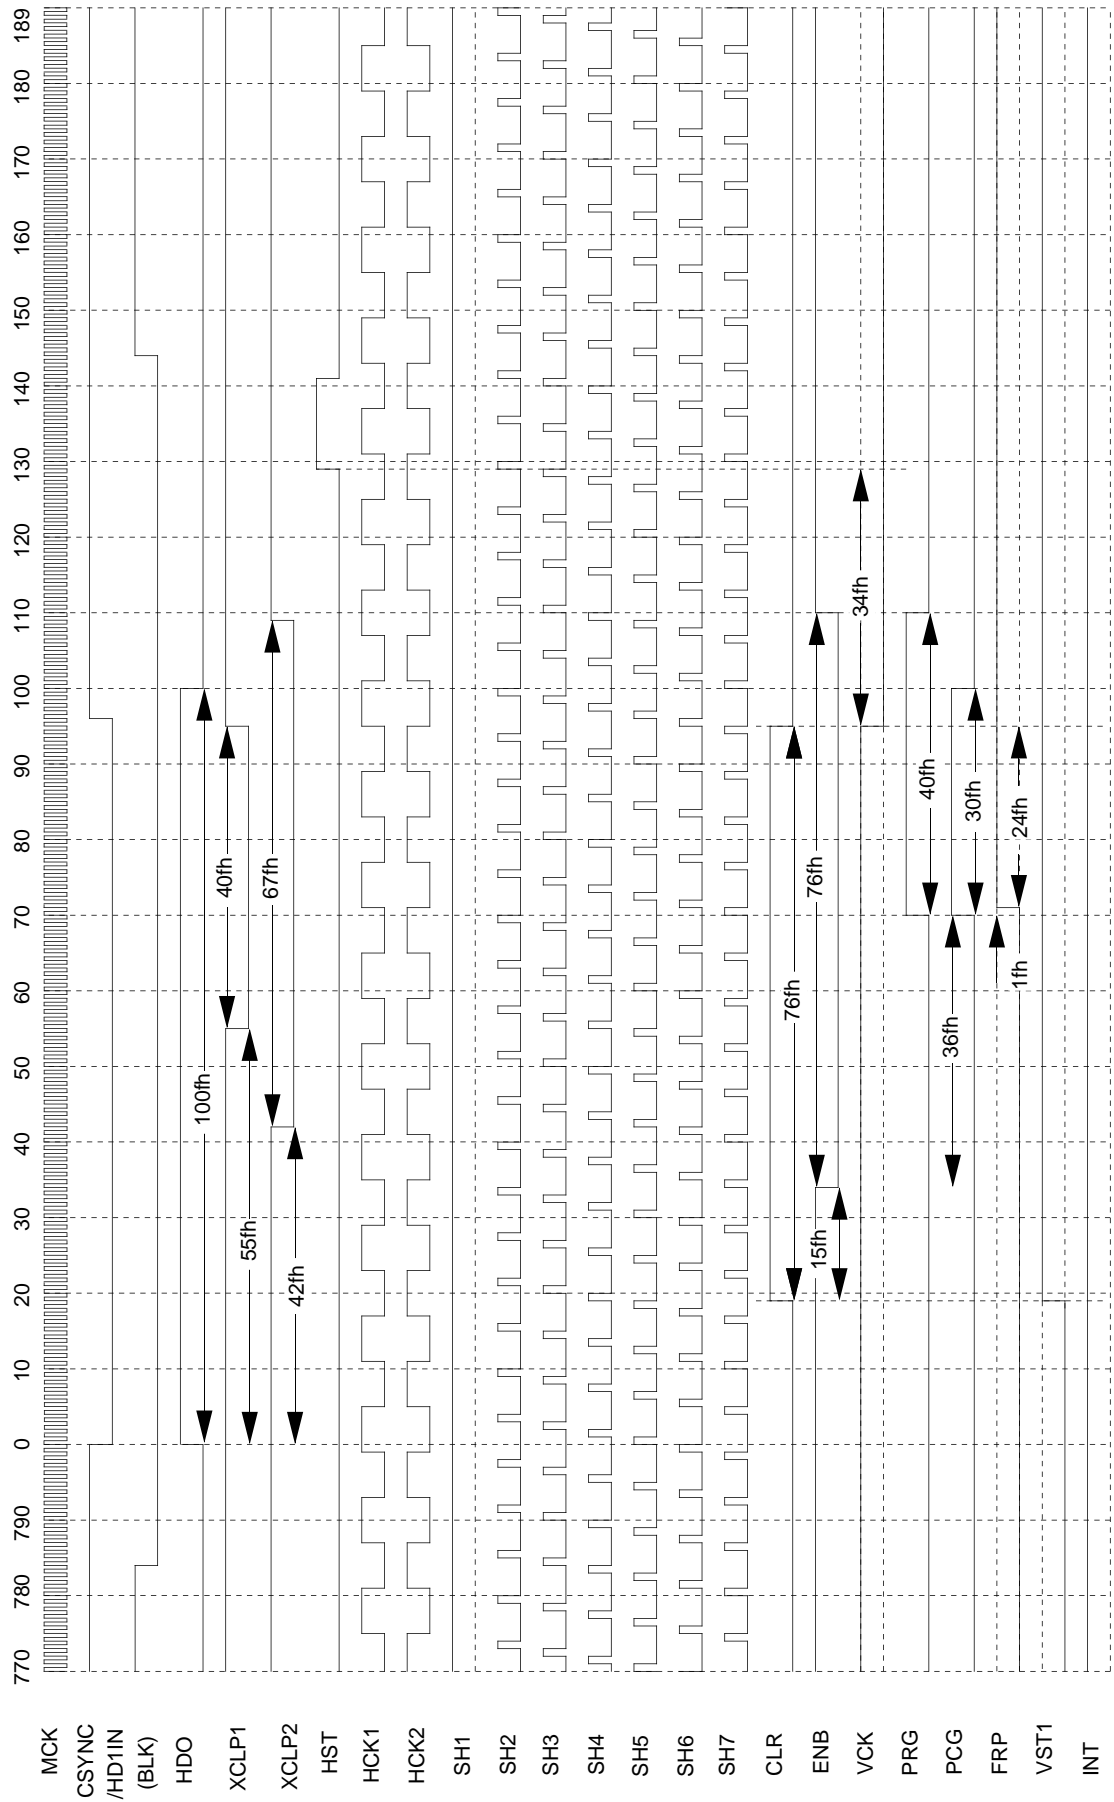 MCK
CSYNC
/HD1IN
(BLK)
HDO
XCLP1
XCLP2
HST
HCK1
HCK2
SH1
SH2
SH3
SH4
SH5
SH6
SH7
CLR
ENB
VCK
PRG
PCG
FRP
VST1
INT
770
780
790
0
10
20
30
40
50
60
70
80
90
100
110
120
130
140
150
160
170
180
189
100fh
40fh
55fh
67fh
42fh
76fh
76fh
15fh
34fh
40fh
30fh
36fh
24fh
1fh